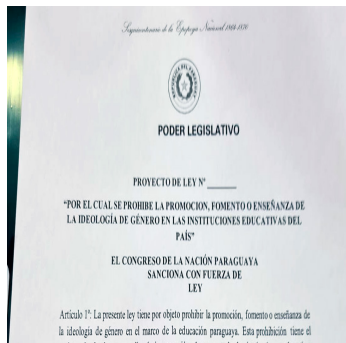 Sesquicentenario de la Epopeya Nacional 1864-1870
PODER LEGISLATIVO
PROYECTO DE LEY Nº ______
“POR EL CUAL SE PROHIBE LA PROMOCION, FOMENTO O ENSEÑANZA DE
LA IDEOLOGÍA DE GÉNERO EN LAS INSTITUCIONES EDUCATIVAS DEL
PAÍS”
EL CONGRESO DE LA NACIÓN PARAGUAYA
SANCIONA CON FUERZA DE
LEY
Artículo 1º: La presente ley tiene por objeto prohibir la promoción, fomento o enseñanza de
la ideologia de género en el marco de la educación paraguaya. Esta prohibición tiene el